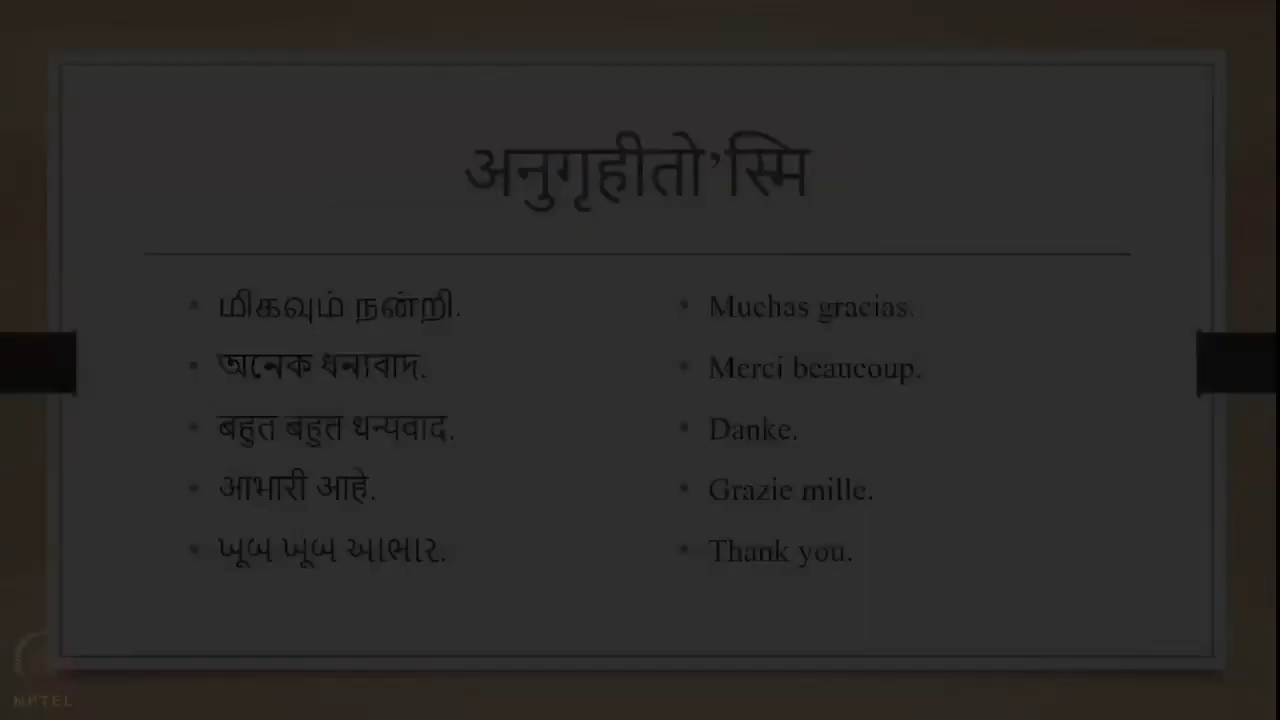 अनुगृहीतो’स्मि
மிகவும் நன்றி.
অনেক ধন্যবাদ.
बहुत बहुत धन्यवाद.
आभारी आहे.
ખૂબ ખૂબ આભાર.
Muchas gracias.
Merci beaucoup.
Danke.
Grazie mille.
Thank you.
NPTEL